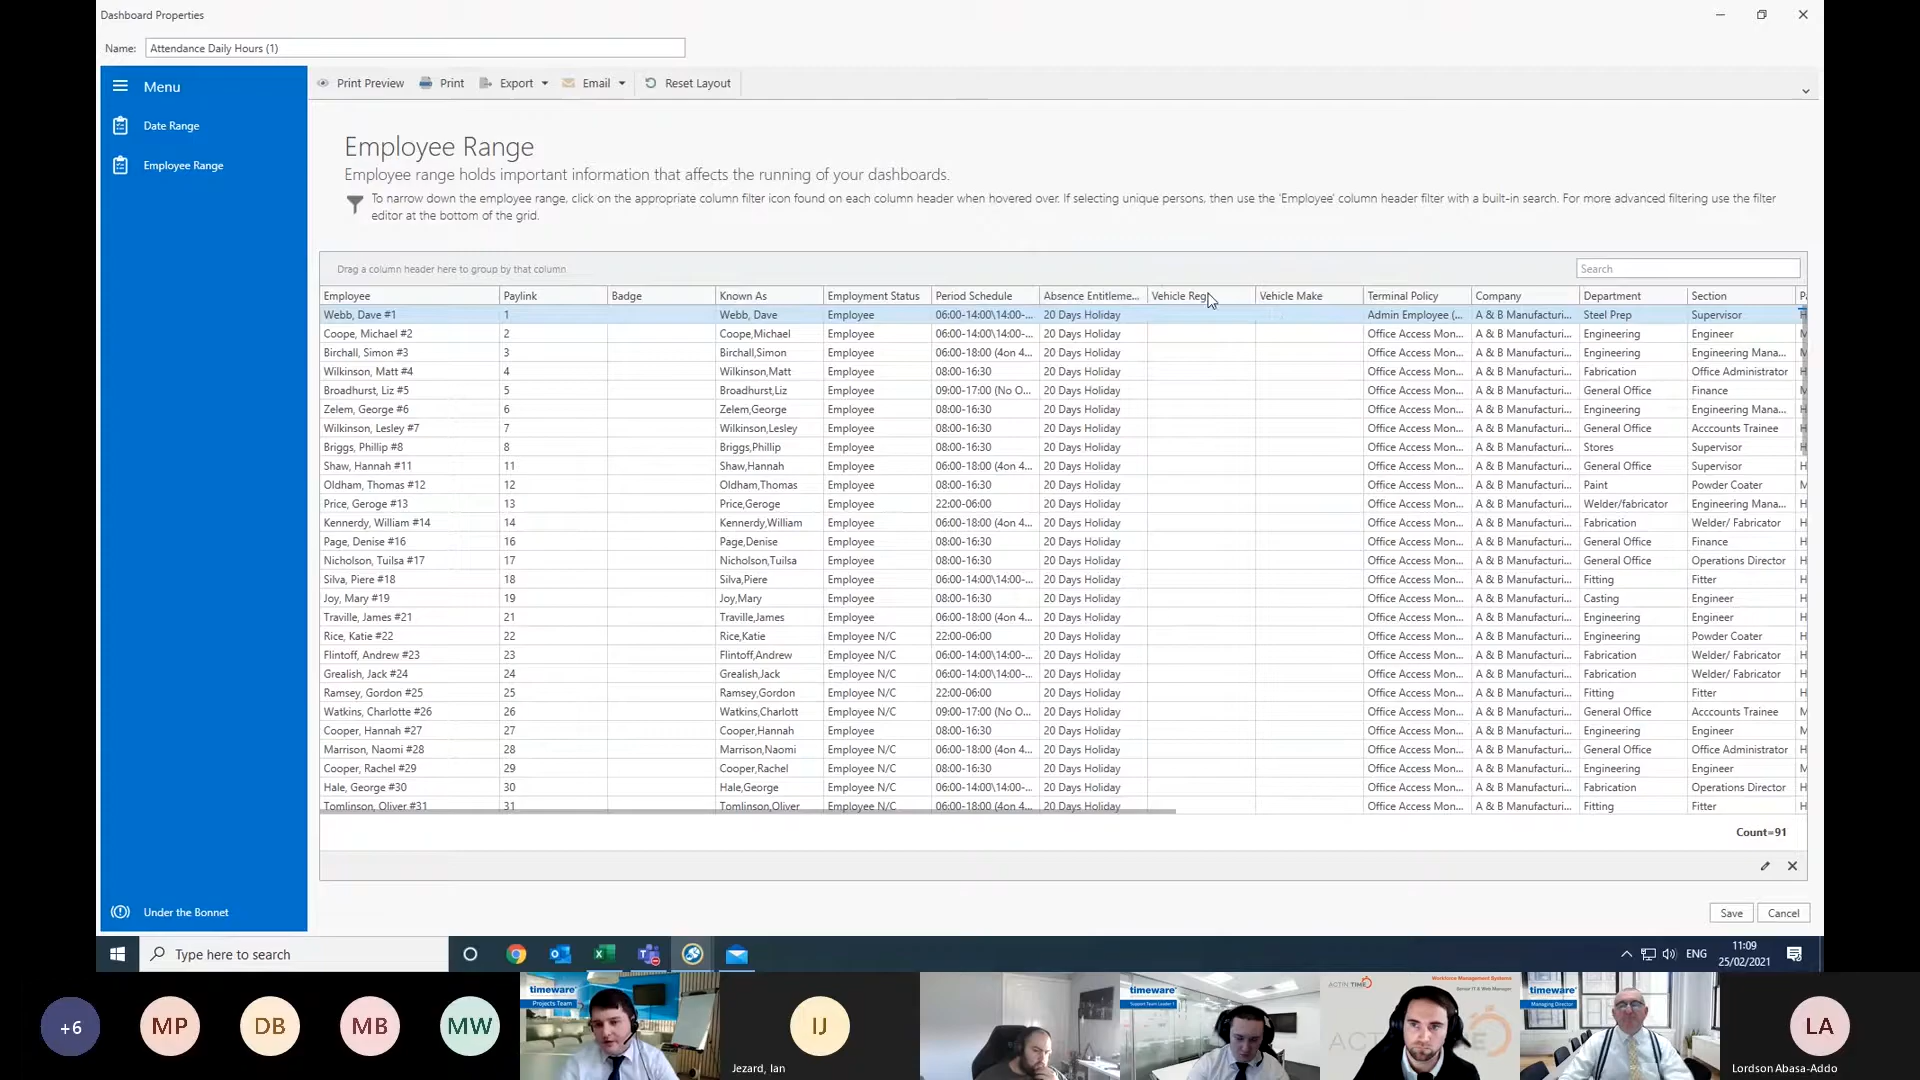 Dashboard Properties
Name: Attendance Daily Hours (1)
Menu
Date Range
Employee Range
Under the Bonnet
Print Preview Print Export Email Reset Layout
Employee Range
Employee range holds important information that affects the running of your dashboards.
To narrow down the employee range, click on the appropriate column filter icon found on each column header when hovered over. If selecting unique persons, then use the 'Employee' column header filter with a built-in search. For more advanced filtering use the filter
editor at the bottom of the grid.
Drag a column header here to group by that column Search
Employee Paylink Badge Known As Employment Status Period Schedule Absence Entitleme... Vehicle Reg Vehicle Make Terminal Policy Company Department Section
Webb, Dave #1 1 Webb, Dave Employee 06:00-14:00\14:00-... 20 Days Holiday Admin Employee (... A & B Manufacturi... Steel Prep Supervisor H
Coope, Michael #2 2 Coope,Michael Employee 06:00-14:00\14:00-... 20 Days Holiday Office Access Mon... A & B Manufacturi... Engineering Engineer M
Birchall, Simon #3 3 Birchall,Simon Employee 06:00-18:00 (4on 4... 20 Days Holiday Office Access Mon... A & B Manufacturi... Engineering Engineering Mana... M
Wilkinson, Matt #4 4 Wilkinson,Matt Employee 08:00-16:30 20 Days Holiday Office Access Mon... A & B Manufacturi... Fabrication Office Administrator H
Broadhurst, Liz #5 5 Broadhurst,Liz Employee 09:00-17:00 (No O... 20 Days Holiday Office Access Mon... A & B Manufacturi... General Office Finance M
Zelem, George #6 6 Zelem,George Employee 08:00-16:30 20 Days Holiday Office Access Mon... A & B Manufacturi... Engineering Engineering Mana... H
Wilkinson, Lesley #7 7 Wilkinson,Lesley Employee 08:00-16:30 20 Days Holiday Office Access Mon... A & B Manufacturi... General Office Acccounts Trainee H
Briggs, Phillip #8 8 Briggs,Phillip Employee 08:00-16:30 20 Days Holiday Office Access Mon... A & B Manufacturi... Stores Supervisor H
Shaw, Hannah #11 11 Shaw,Hannah Employee 06:00-18:00 (4on 4... 20 Days Holiday Office Access Mon... A & B Manufacturi... General Office Supervisor H
Oldham, Thomas #12 12 Oldham,Thomas Employee 08:00-16:30 20 Days Holiday Office Access Mon... A & B Manufacturi... Paint Powder Coater M
Price, Geroge #13 13 Price,Geroge Employee 22:00-06:00 20 Days Holiday Office Access Mon... A & B Manufacturi... Welder/fabricator Engineering Mana... H
Kennerdy, William #14 14 Kennerdy,William Employee 06:00-18:00 (4on 4... 20 Days Holiday Office Access Mon... A & B Manufacturi... Fabrication Welder/ Fabricator H
Page, Denise #16 16 Page,Denise Employee 08:00-16:30 20 Days Holiday Office Access Mon... A & B Manufacturi... General Office Finance H
Nicholson, Tuilsa #17 17 Nicholson,Tuilsa Employee 08:00-16:30 20 Days Holiday Office Access Mon... A & B Manufacturi... General Office Operations Director H
Silva, Piere #18 18 Silva,Piere Employee 06:00-14:00\14:00-... 20 Days Holiday Office Access Mon... A & B Manufacturi... Fitting Fitter H
Joy, Mary #19 19 Joy,Mary Employee 08:00-16:30 20 Days Holiday Office Access Mon... A & B Manufacturi... Casting Engineer H
Traville, James #21 21 Traville,James Employee 06:00-18:00 (4on 4... 20 Days Holiday Office Access Mon... A & B Manufacturi... Engineering Engineer H
Rice, Katie #22 22 Rice,Katie Employee N/C 22:00-06:00 20 Days Holiday Office Access Mon... A & B Manufacturi... Engineering Powder Coater H
Flintoff, Andrew #23 23 Flintoff,Andrew Employee N/C 06:00-14:00\14:00-... 20 Days Holiday Office Access Mon... A & B Manufacturi... Fabrication Welder/ Fabricator H
Grealish, Jack #24 24 Grealish,Jack Employee N/C 06:00-14:00\14:00-... 20 Days Holiday Office Access Mon... A & B Manufacturi... Fabrication Welder/ Fabricator M
Ramsey, Gordon #25 25 Ramsey,Gordon Employee N/C 22:00-06:00 20 Days Holiday Office Access Mon... A & B Manufacturi... Fitting Fitter H
Watkins, Charlotte #26 26 Watkins,Charlott Employee N/C 09:00-17:00 (No O... 20 Days Holiday Office Access Mon... A & B Manufacturi... General Office Acccounts Trainee M
Cooper, Hannah #27 27 Cooper,Hannah Employee N/C 08:00-16:30 20 Days Holiday Office Access Mon... A & B Manufacturi... Engineering Engineer M
Marrison, Naomi #28 28 Marrison,Naomi Employee N/C 06:00-18:00 (4on 4... 20 Days Holiday Office Access Mon... A & B Manufacturi... General Office Office Administrator H
Cooper, Rachel #29 29 Cooper,Rachel Employee N/C 08:00-16:30 20 Days Holiday Office Access Mon... A & B Manufacturi... Engineering Engineer M
Hale, George #30 30 Hale,George Employee N/C 06:00-14:00\14:00-... 20 Days Holiday Office Access Mon... A & B Manufacturi... Fabrication Operations Director H
Tomlinson, Oliver #31 31 Tomlinson,Oliver Employee N/C 06:00-18:00 (4on 4... 20 Days Holiday Office Access Mon... A & B Manufacturi... Fitting Fitter H
Count=91
Save Cancel
Type here to search
ENG
11:09
25/02/2021
+6
MP
DB
MB
MW
timeware
Projects Team
IJ
Jezard, Ian
timeware
Support Team Leader
ACTIN TIME
Workforce Management Systems
Senior IT & Web Manager
timeware
Managing Director
LA
Lordson Abasa-Addo